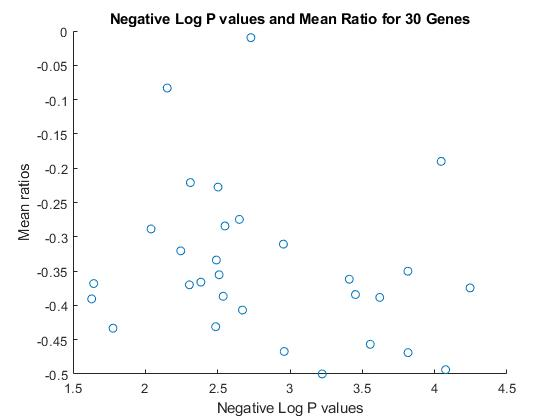 Negative Log P values and Mean Ratio for 30 Genes
0
-0.05
-0.1
-0.15
-0.2
-0.25
-0.3
-0.35
-0.4
-0.45
-0.5
Mean ratios
1.5 2 2.5 3 3.5 4 4.5
Negative Log P values